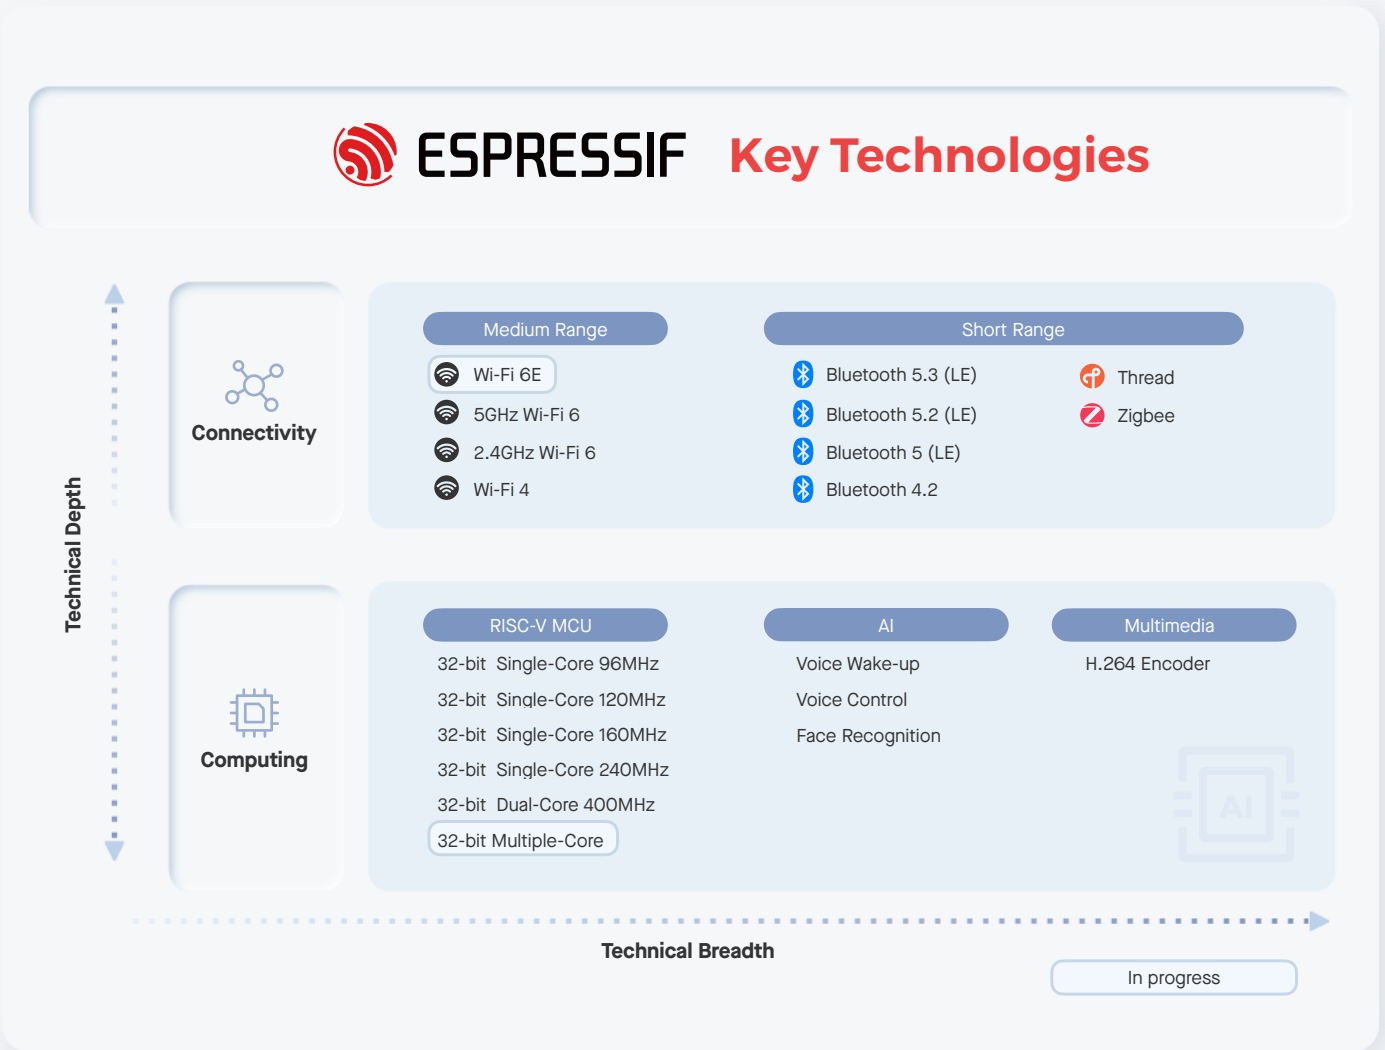 ESPRESSIF Key Technologies
Technical Depth
Connectivity
Medium Range
Wi-Fi 6E
5GHz Wi-Fi 6
2.4GHz Wi-Fi 6
Wi-Fi 4
Short Range
Bluetooth 5.3 (LE)
Bluetooth 5.2 (LE)
Bluetooth 5 (LE)
Bluetooth 4.2
Thread
Zigbee
Computing
RISC-V MCU
32-bit Single-Core 96MHz
32-bit Single-Core 120MHz
32-bit Single-Core 160MHz
32-bit Single-Core 240MHz
32-bit Dual-Core 400MHz
32-bit Multiple-Core
AI
Voice Wake-up
Voice Control
Face Recognition
Multimedia
H.264 Encoder
AI
Technical Breadth
In progress